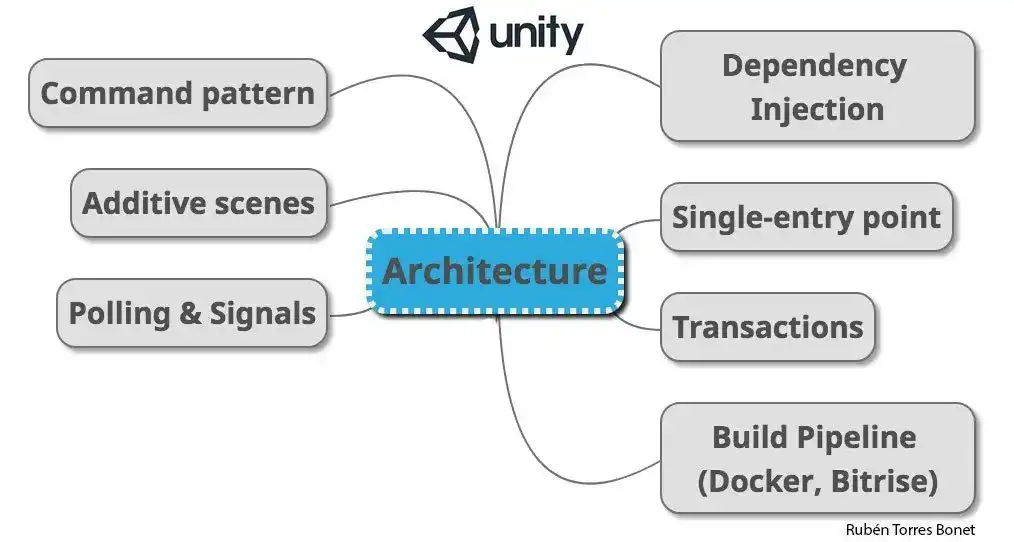 unity
Command pattern
Additive scenes
Polling & Signals
Architecture
Dependency
Injection
Single-entry point
Transactions
Build Pipeline
(Docker, Bitrise)
Rubén Torres Bonet